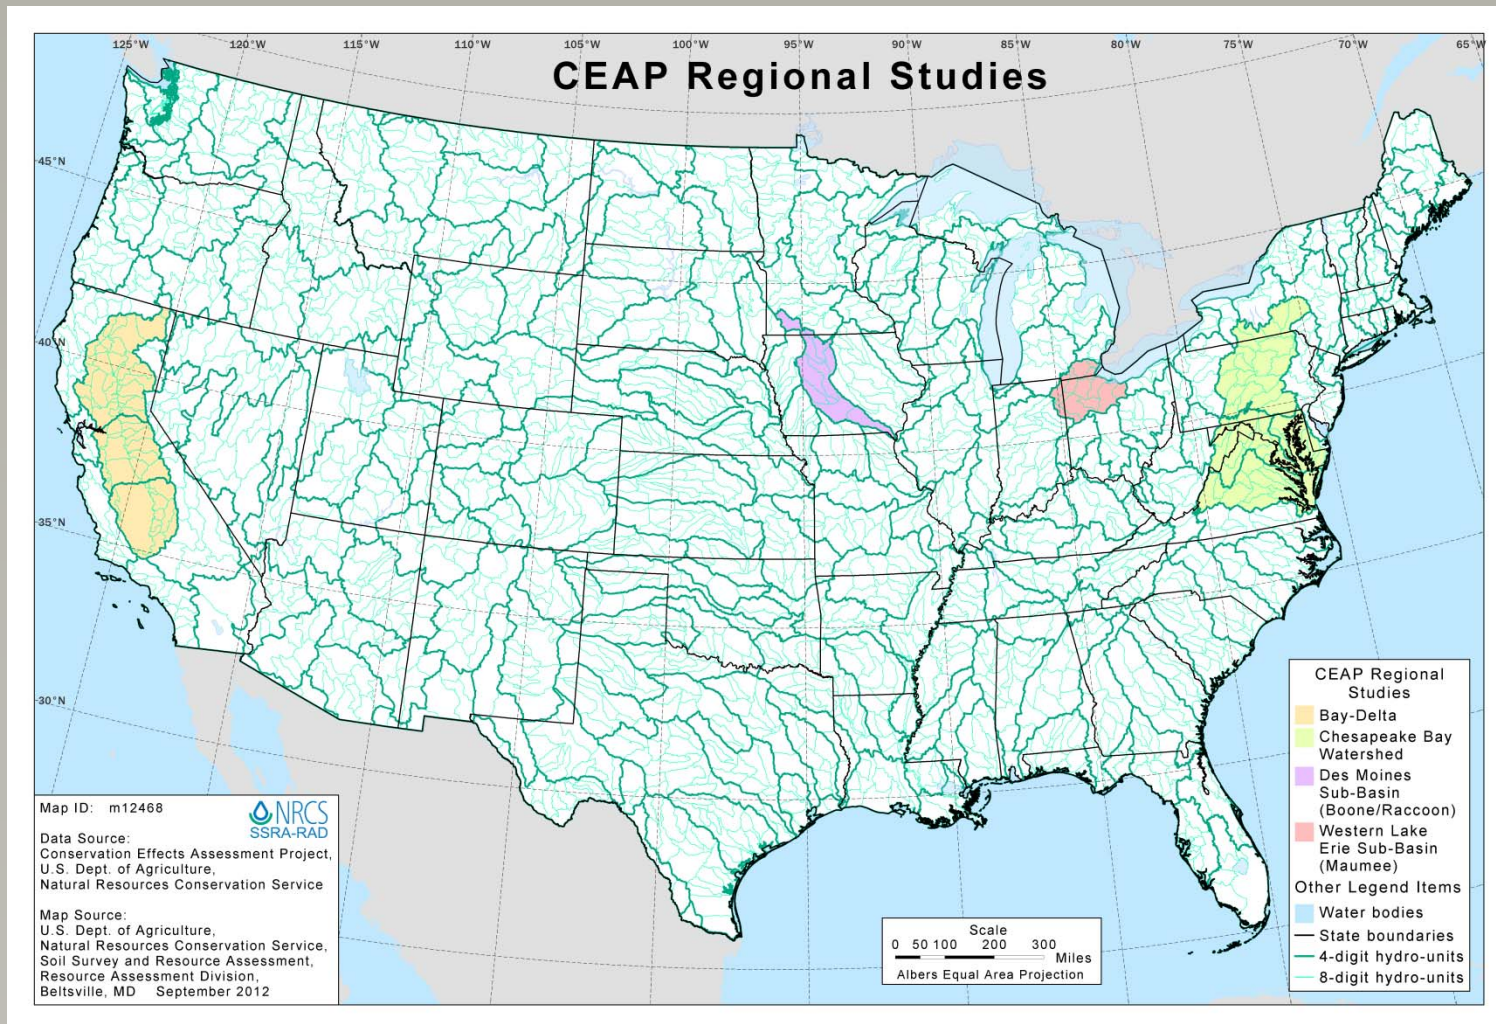 125°W 120°W 115°W 110°W 105°W 100°W 95°W 90°W 85°W 80°W 75°W 70°W 65°W
CEAP Regional Studies
45°N
40°N
35°N
30°N
CEAP Regional
Studies
Bay-Delta
Chesapeake Bay
Watershed
Des Moines
Sub-Basin
(Boone/Raccoon)
Western Lake
Erie Sub-Basin
(Maumee)
Other Legend Items
Water bodies
State boundaries
4-digit hydro-units
8-digit hydro-units
Map ID: m12468
NRCS
SSRA-RAD
Data Source:
Conservation Effects Assessment Project,
U.S. Dept. of Agriculture,
Natural Resources Conservation Service
Map Source:
U.S. Dept. of Agriculture,
Natural Resources Conservation Service,
Soil Survey and Resource Assessment,
Resource Assessment Division,
Beltsville, MD September 2012
Scale
0 50 100 200 300
Miles
Albers Equal Area Projection